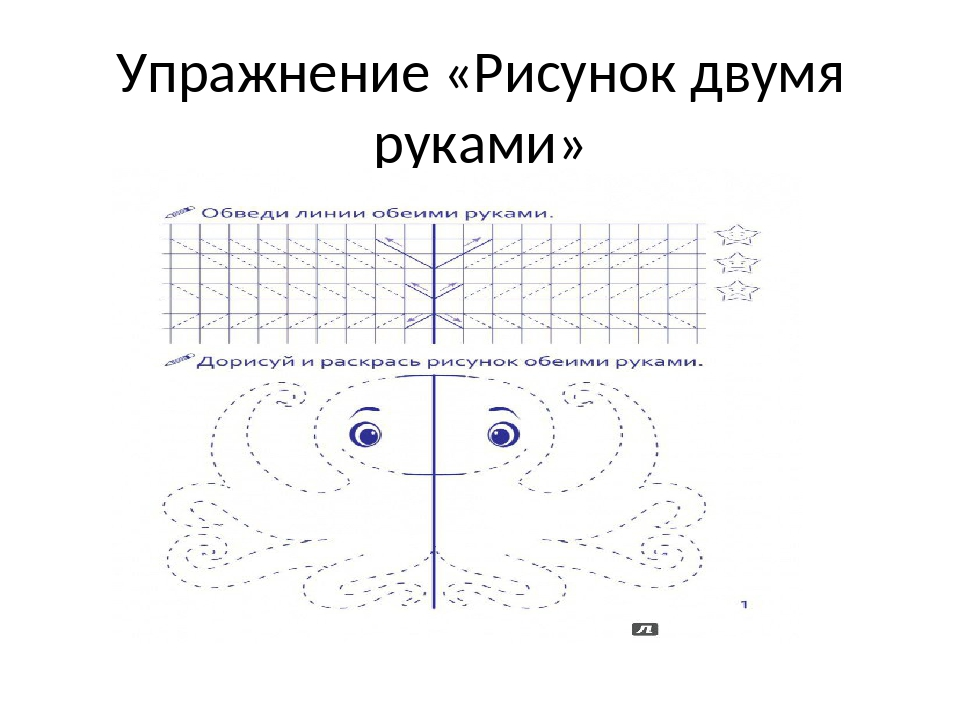 Упражнение «Рисунок двумя
руками»
Обведи линии обеими руками.
Дорисуй и раскрась рисунок обеими руками.
1
Л